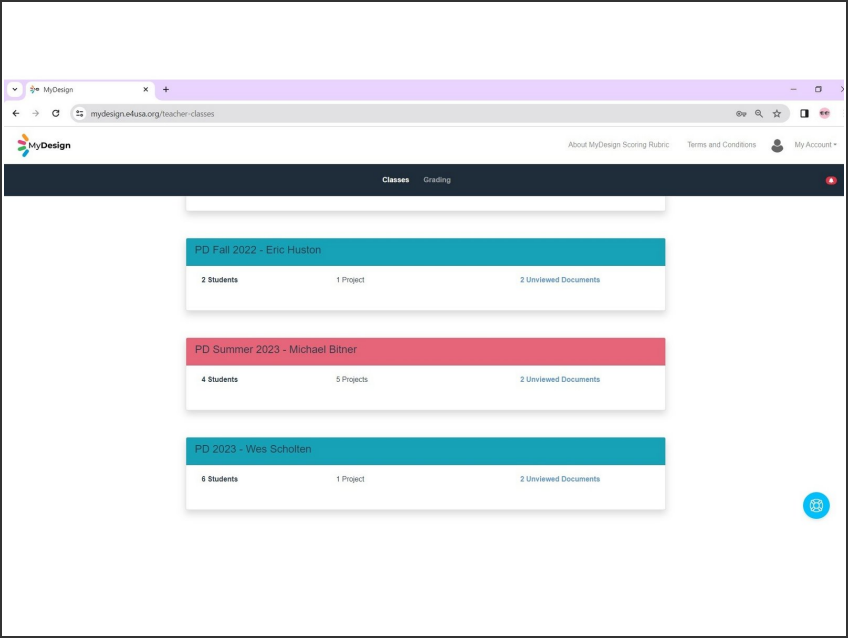 MyDesign
mydesign.e4usa.org/teacher-classes
MyDesign
About MyDesign Scoring Rubric
Terms and Conditions
My Account
Classes
Grading
PD Fall 2022 - Eric Huston
2 Students
1 Project
2 Unviewed Documents
PD Summer 2023 - Michael Bitner
4 Students
5 Projects
2 Unviewed Documents
PD 2023 - Wes Scholten
6 Students
1 Project
2 Unviewed Documents